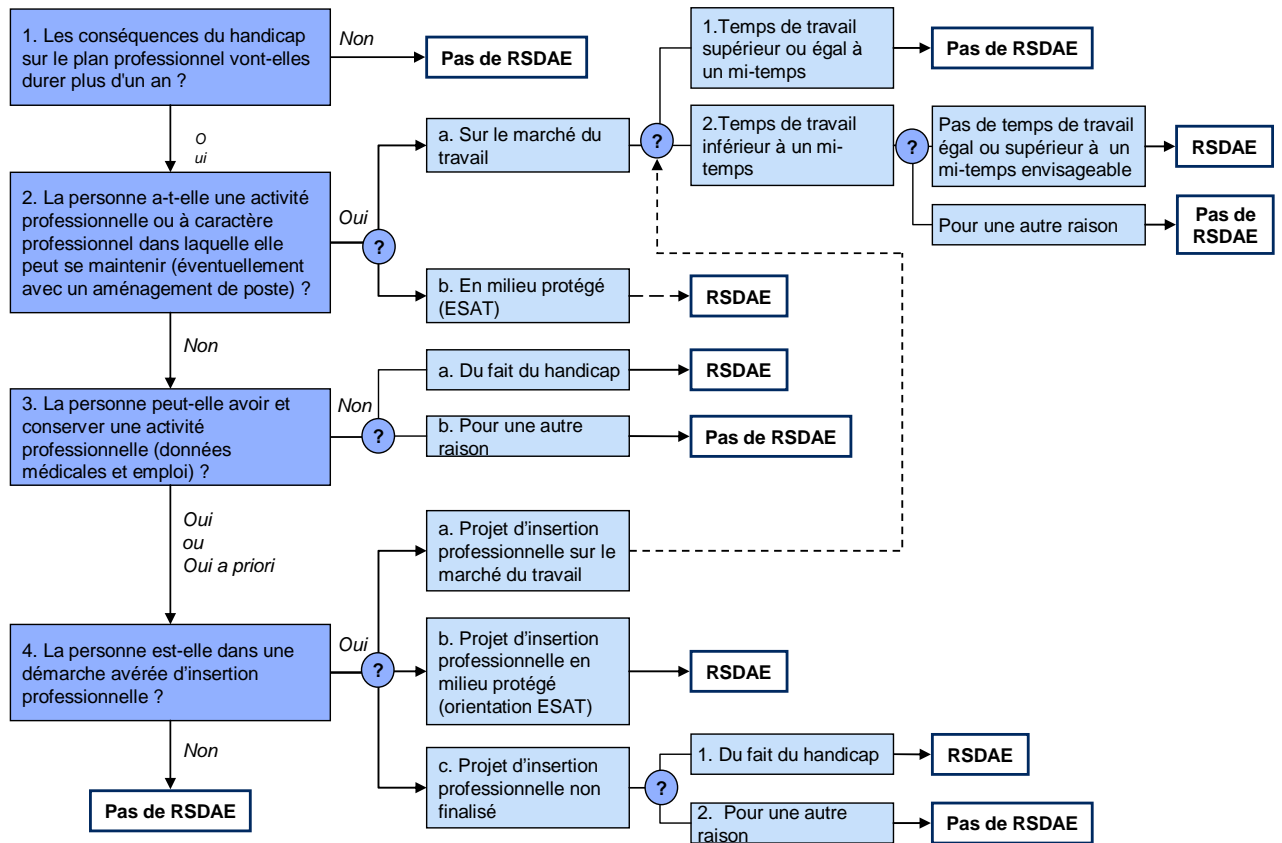 1. Les conséquences du handicap
sur le plan professionnel vont-elles
durer plus d'un an ?
Non
Pas de RSDAE
O
ui
2. La personne a-t-elle une activité
professionnelle ou à caractère
professionnel dans laquelle elle
peut se maintenir (éventuellement
avec un aménagement de poste) ?
Oui
?
a. Sur le marché du
travail
?
1.Temps de travail
supérieur ou égal à
un mi-temps
Pas de RSDAE
2.Temps de travail
inférieur à un mi-
temps
?
Pas de temps de travail
égal ou supérieur à un
mi-temps envisageable
RSDAE
Pour une autre raison
Pas de
RSDAE
b. En milieu protégé
(ESAT)
RSDAE
Non
3. La personne peut-elle avoir et
conserver une activité
professionnelle (données
médicales et emploi) ?
Non
?
a. Du fait du handicap
RSDAE
b. Pour une autre
raison
Pas de RSDAE
Oui
ou
Oui a priori
4. La personne est-elle dans une
démarche avérée d'insertion
professionnelle ?
Oui
?
a. Projet d'insertion
professionnelle sur le
marché du travail
b. Projet d'insertion
professionnelle en
milieu protégé
(orientation ESAT)
RSDAE
c. Projet d'insertion
professionnelle non
finalisé
?
1. Du fait du handicap
RSDAE
2. Pour une autre
raison
Pas de RSDAE
Non
Pas de RSDAE